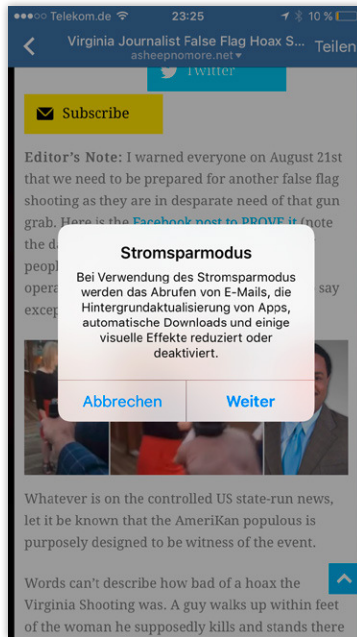 Telekom.de 23:25 10 %
Virginia Journalist False Flag Hoax S... Teilen
asheepnomore.net
Twitter
Subscribe
Editor's Note: I warned everyone on August 21st
that we need to be prepared for another false flag
shooting as they are in desparate need of that gun
grab. Here is the Facebook post to PROVE it (note
the
Stromsparmodus
Bei Verwendung des Stromsparmodus
werden das Abrufen von E-Mails, die
Hintergrundaktualisierung von Apps,
automatische Downloads und einige
visuelle Effekte reduziert oder
deaktiviert.
say
Abbrechen Weiter
Whatever is on the controlled US state-run news,
let it be known that the AmeriKan populous is
purposely designed to be witness of the event.
Words can't describe how bad of a hoax the
Virginia Shooting was. A guy walks up within feet
of the woman he supposedly kills and stands there